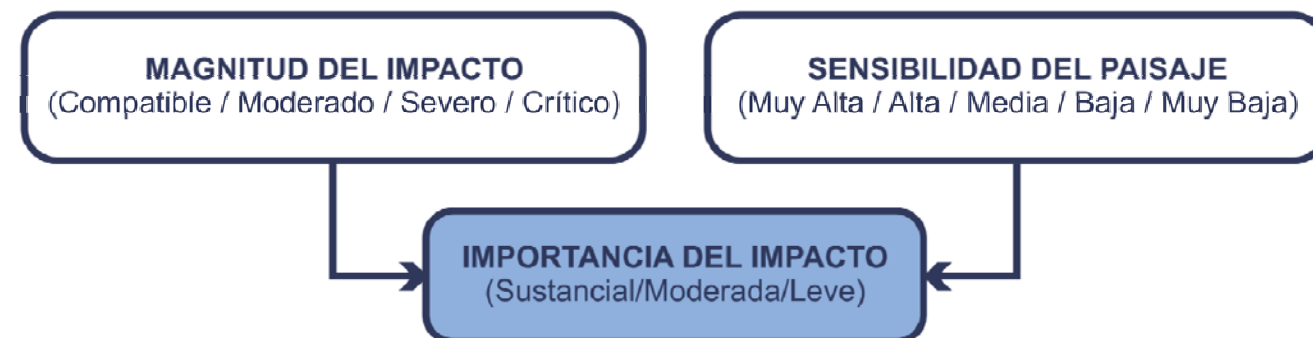 MAGNITUD DEL IMPACTO
(Compatible / Moderado / Severo / Crítico)
SENSIBILIDAD DEL PAISAJE
(Muy Alta / Alta / Media / Baja / Muy Baja)
IMPORTANCIA DEL IMPACTO
(Sustancial/Moderada/Leve)